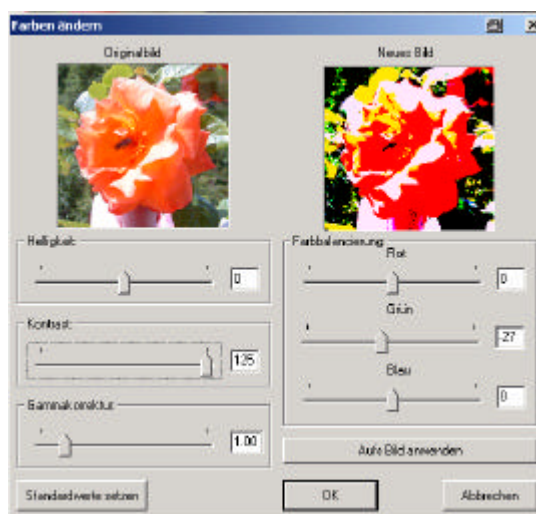 Farben ändern
Originalbild
Neues Bild
Helligkeit
0
Kontrast
125
Gammakorrektur
1.00
Farbbalancierung
Rot
0
Grün
-27
Blau
0
Aufs Bild anwenden
Standardwerte setzen
OK
Abbrechen